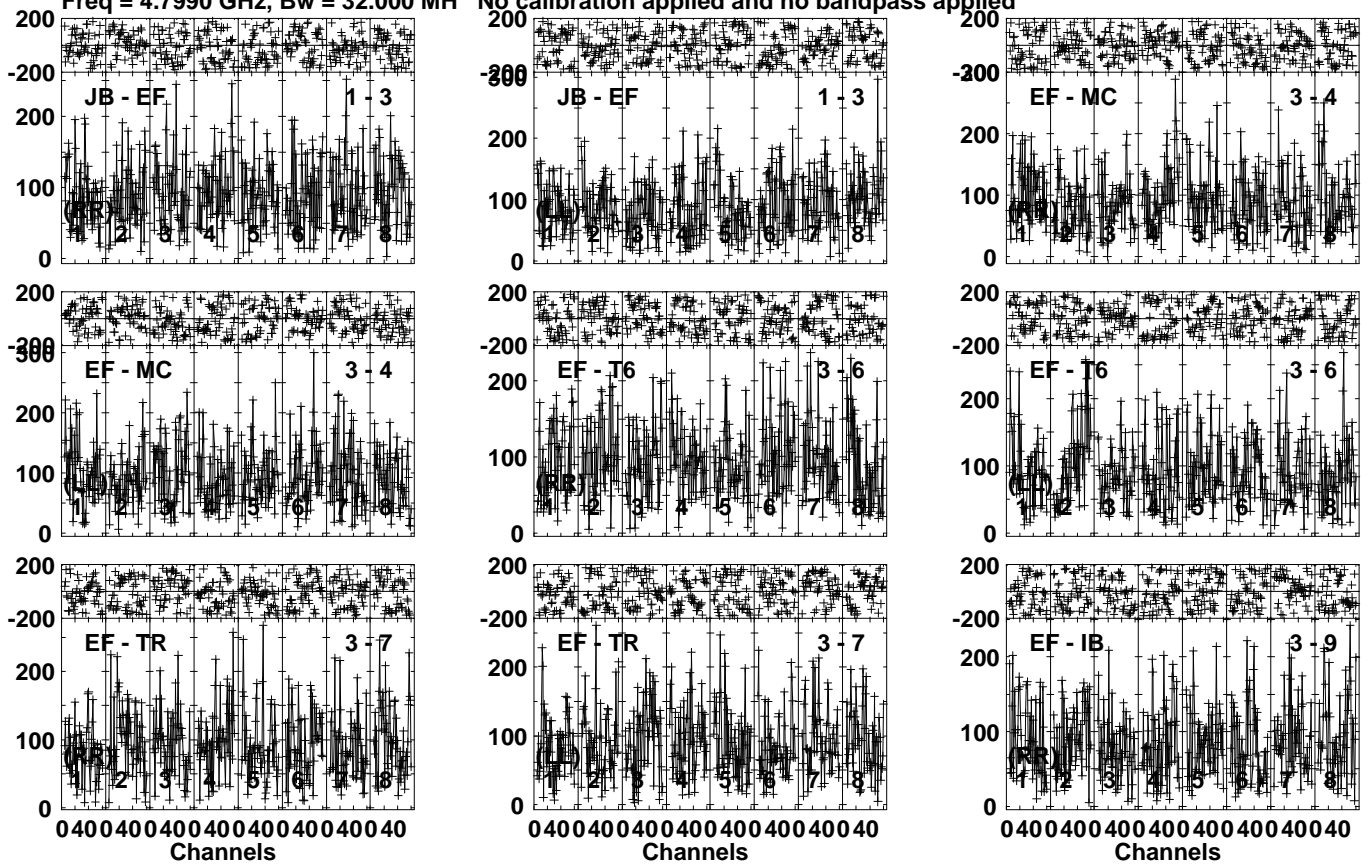 Freq = 4.7990 GHz, Bw = 32.000 MH No calibration applied and no bandpass applied
200 200 200
-200 -200 -200
300 300
JB - EF 1 - 3 JB - EF 1 - 3 EF - MC 3 - 4
200 200 200
100 100 100
(RR) (LL) (RR)
1 2 3 4 5 6 7 8 1 2 3 4 5 6 7 8 1 2 3 4 5 6 7 8
0 0 0
200 200 200
-200 -200 -200
300
EF - MC 3 - 4 EF - T6 3 - 6 EF - T6 3 - 6
200 200 200
100 100 100
(LL) (RR) (LL)
1 2 3 4 5 6 7 8 1 2 3 4 5 6 7 8 1 2 3 4 5 6 7 8
0 0 0
200 200 200
-200 -200 -200
EF - TR 3 - 7 EF - TR 3 - 7 EF - IB 3 - 9
200 200 200
100 100 100
(RR) (LL) (RR)
1 2 3 4 5 6 7 8 1 2 3 4 5 6 7 8 1 2 3 4 5 6 7 8
0 0 0
0 40 0 40 0 40 0 40 0 40 0 40 0 40 0 40 0 40 0 40 0 40 0 40 0 40 0 40 0 40 0 40 0 40 0 40 0 40 0 40 0 40 0 40 0 40 0 40
Channels Channels Channels